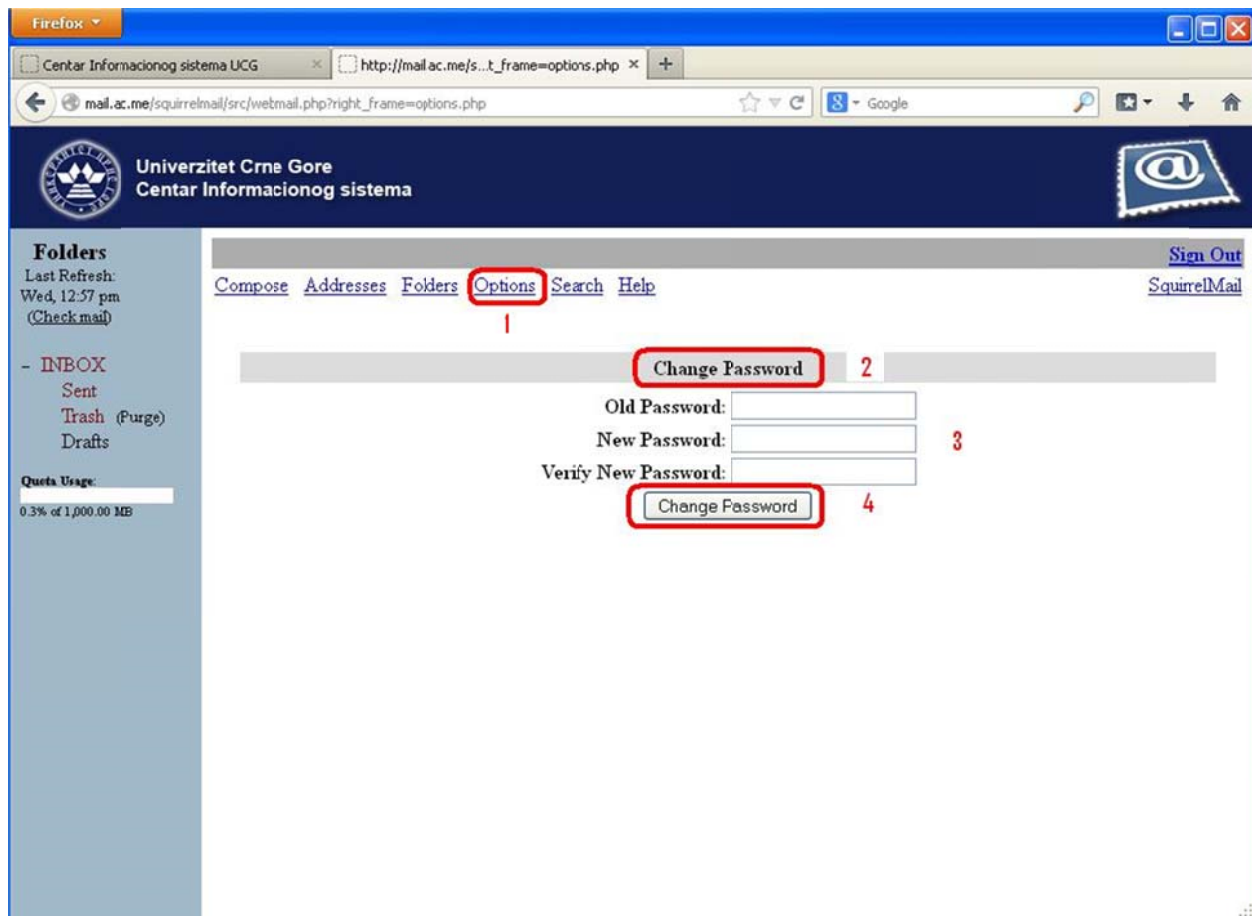 Firefox
Centar Informacionog sistema UCG
http://mail.ac.me/s...t_frame=options.php
mail.ac.me/squirrelmail/src/webmail.php?right_frame=options.php
Google
Univerzitet Crne Gore
Centar Informacionog sistema
Folders
Last Refresh:
Wed, 12:57 pm
(Check mail)
- INBOX
Sent
Trash (Purge)
Drafts
Quota Usage:
0.3% of 1,000.00 MB
Sign Out
Compose Addresses Folders Options Search Help SquirrelMail
1
Change Password 2
Old Password:
New Password: 3
Verify New Password:
Change Password 4